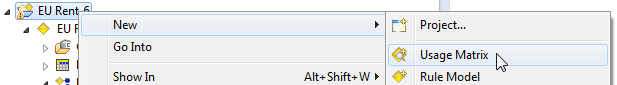 EU Rent-6
New
Project...
EU F
Go Into
Usage Matrix
Show In
Alt+Shift+W
Rule Model